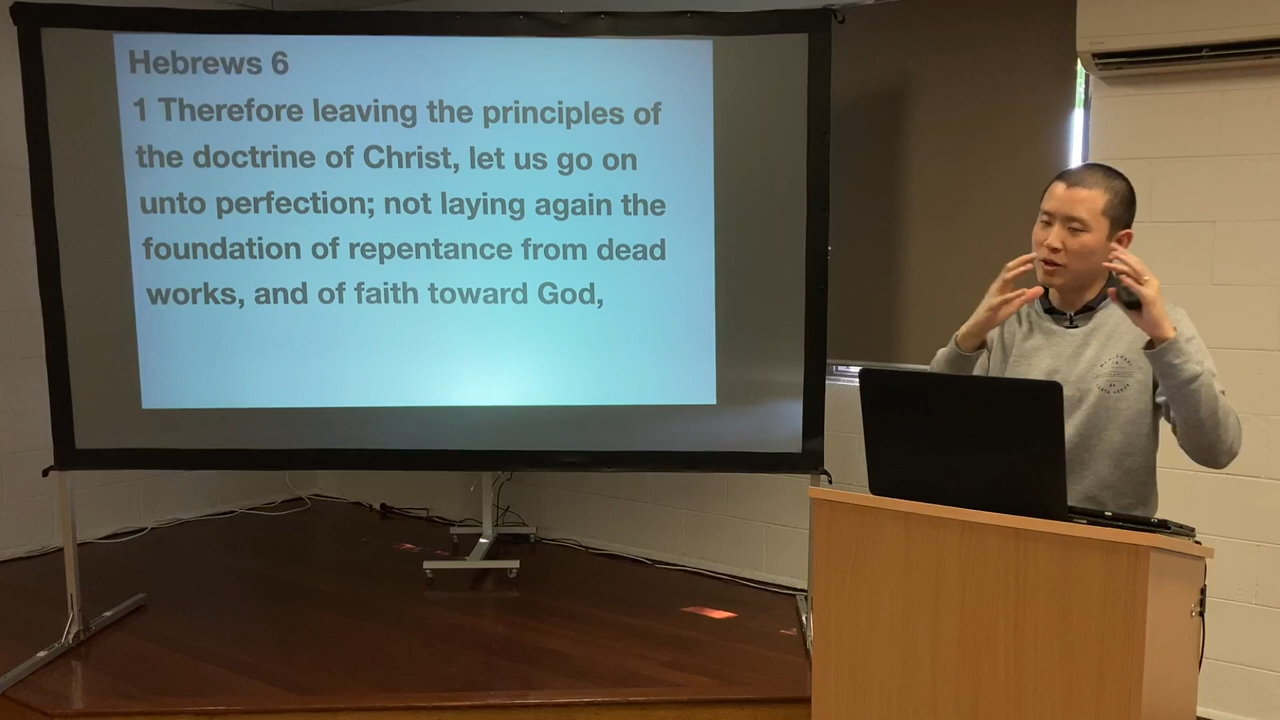 Hebrews 6
1 Therefore leaving the principles of
the doctrine of Christ, let us go on
unto perfection; not laying again the
foundation of repentance from dead
works, and of faith toward God,